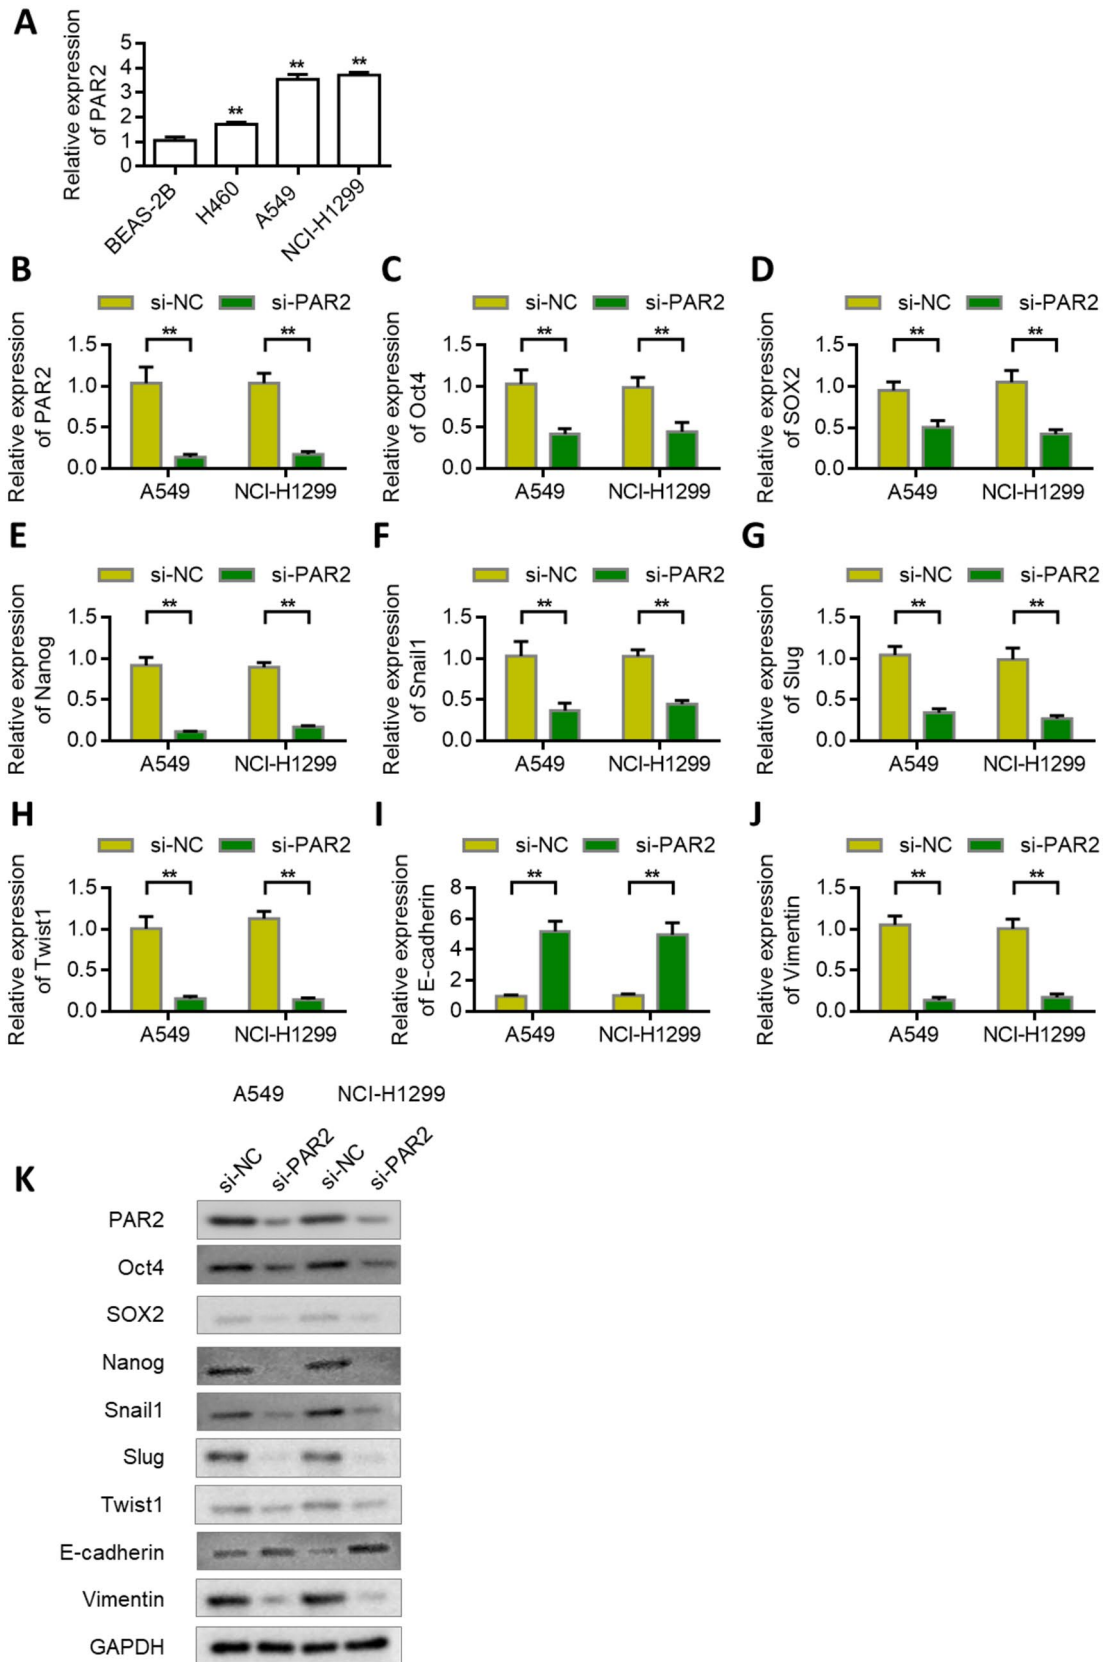 A
Relative expression
of PAR2
5
4
3
2
1
0
** ** **
BEAS-2B H460 A549 NCI-H1299
B
si-NC si-PAR2
Relative expression
of PAR2
1.5
1.0
0.5
0.0
** **
A549 NCI-H1299
C
si-NC si-PAR2
Relative expression
of Oct4
1.5
1.0
0.5
0.0
** **
A549 NCI-H1299
D
si-NC si-PAR2
Relative expression
of SOX2
1.5
1.0
0.5
0.0
** **
A549 NCI-H1299
E
si-NC si-PAR2
Relative expression
of Nanog
1.5
1.0
0.5
0.0
** **
A549 NCI-H1299
F
si-NC si-PAR2
Relative expression
of Snail1
1.5
1.0
0.5
0.0
** **
A549 NCI-H1299
G
si-NC si-PAR2
Relative expression
of Slug
1.5
1.0
0.5
0.0
** **
A549 NCI-H1299
H
si-NC si-PAR2
Relative expression
of Twist1
1.5
1.0
0.5
0.0
** **
A549 NCI-H1299
I
si-NC si-PAR2
Relative expression
of E-cadherin
8
6
4
2
0
** **
A549 NCI-H1299
J
si-NC si-PAR2
Relative expression
of Vimentin
1.5
1.0
0.5
0.0
** **
A549 NCI-H1299
K
A549 NCI-H1299
si-NC si-PAR2 si-NC si-PAR2
PAR2
Oct4
SOX2
Nanog
Snail1
Slug
Twist1
E-cadherin
Vimentin
GAPDH